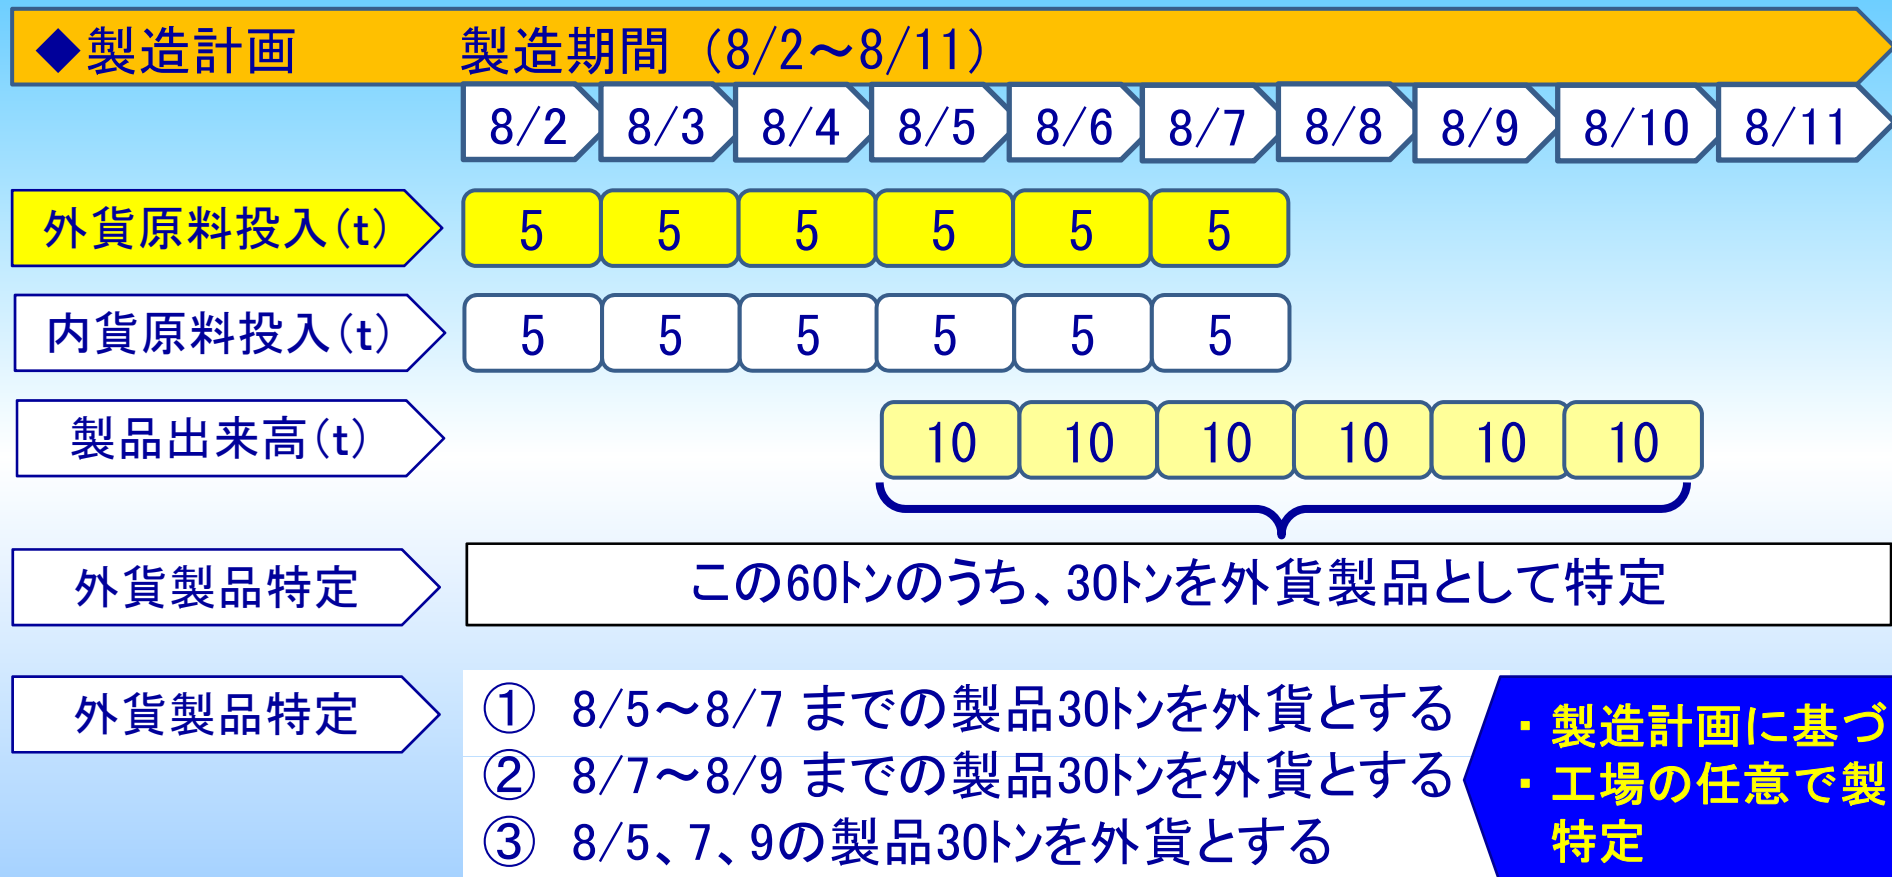 ◆製造計画 製造期間（8/2～8/11）
8/2 8/3 8/4 8/5 8/6 8/7 8/8 8/9 8/10 8/11
外貨原料投入(t) 5 5 5 5 5 5
内貨原料投入(t) 5 5 5 5 5 5
製品出来高(t) 10 10 10 10 10 10
外貨製品特定 この60ﾄﾝのうち、30ﾄﾝを外貨製品として特定
外貨製品特定
① 8/5～8/7 までの製品30ﾄﾝを外貨とする
② 8/7～8/9 までの製品30ﾄﾝを外貨とする
③ 8/5、7、9の製品30ﾄﾝを外貨とする
・製造計画に基づ
・工場の任意で製
特定